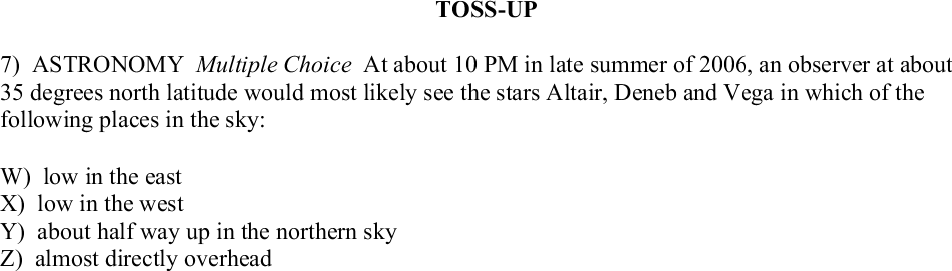 TOSS-UP
7) ASTRONOMY Multiple Choice At about 10 PM in late summer of 2006, an observer at about
35 degrees north latitude would most likely see the stars Altair, Deneb and Vega in which of the
following places in the sky:
W) low in the east
X) low in the west
Y) about half way up in the northern sky
Z) almost directly overhead